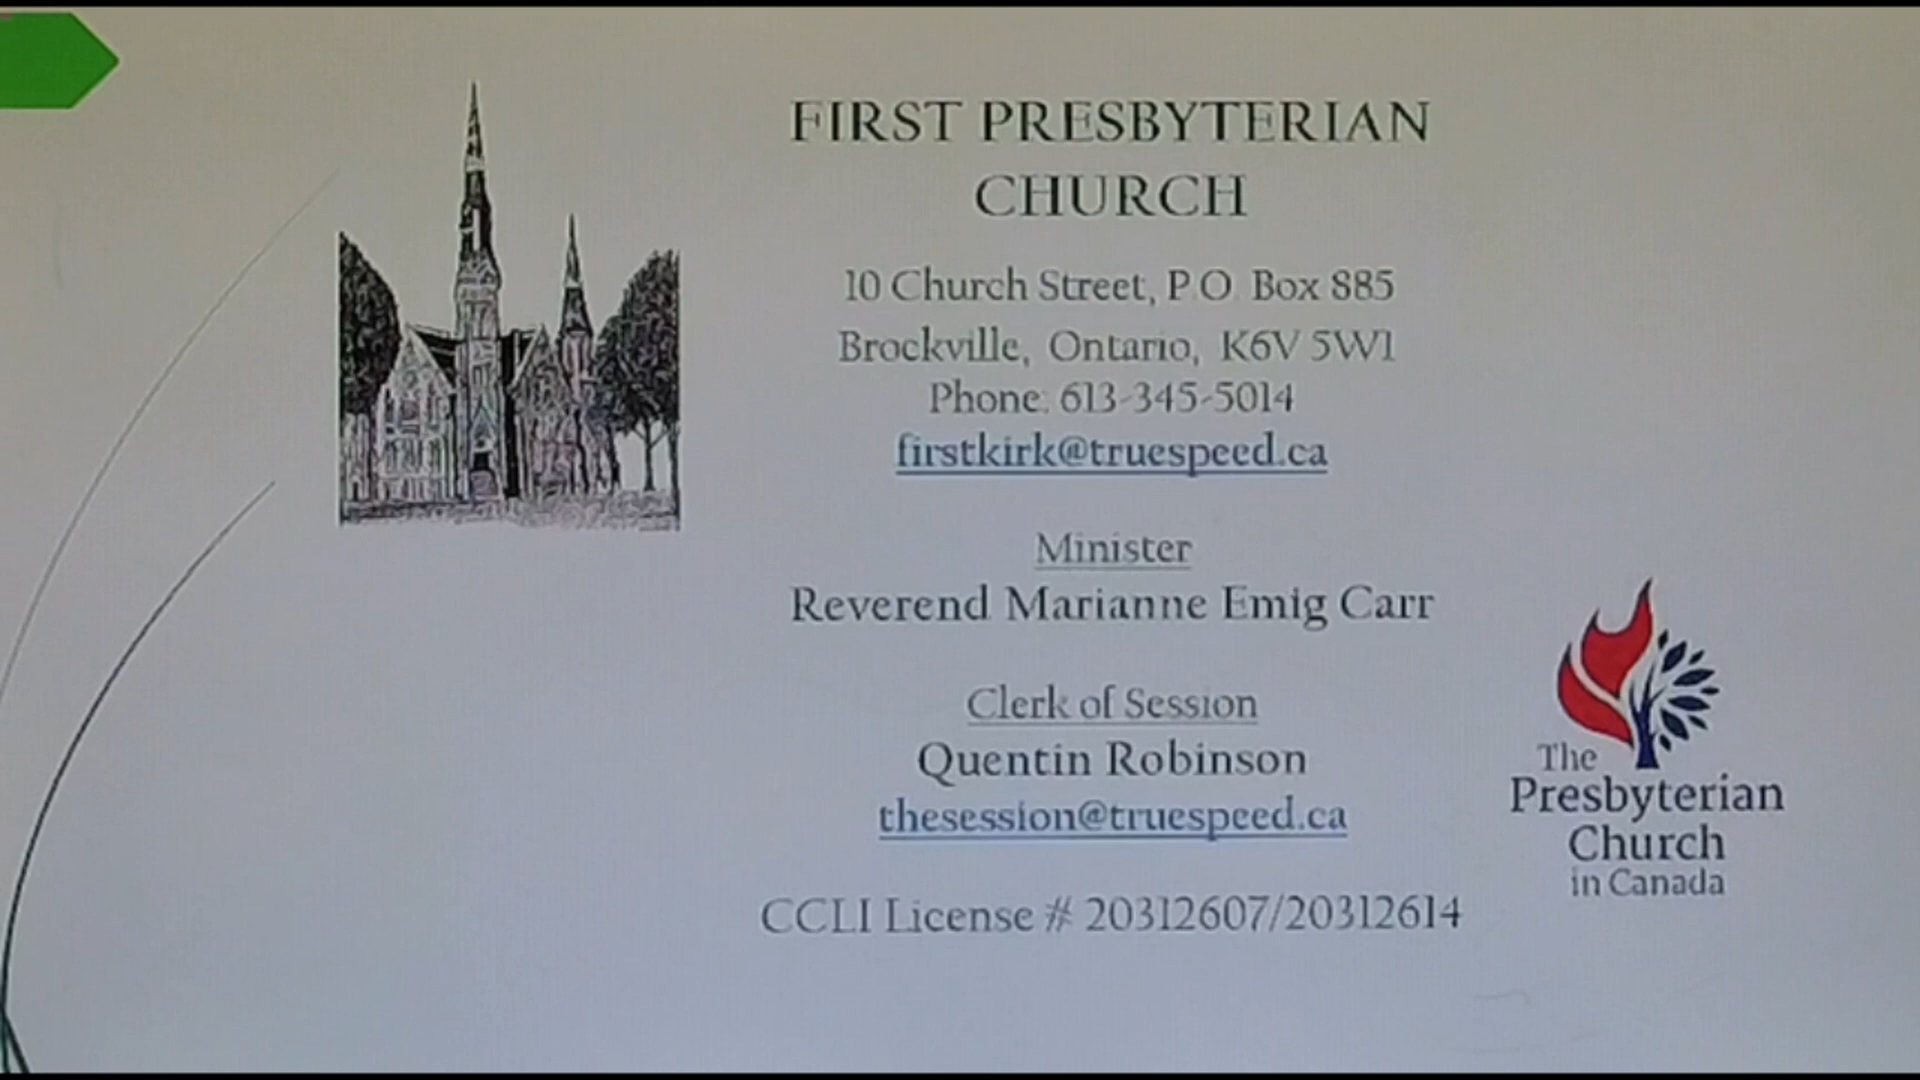 FIRST PRESBYTERIAN
CHURCH
10 Church Street, P.O. Box 885
Brockville, Ontario, K6V 5W1
Phone: 613-345-5014
firstkirk@truespeed.ca
Minister
Reverend Marianne Emig Carr
Clerk of Session
Quentin Robinson
thesession@truespeed.ca
CCLI License # 20312607/20312614
The
Presbyterian
Church
in Canada